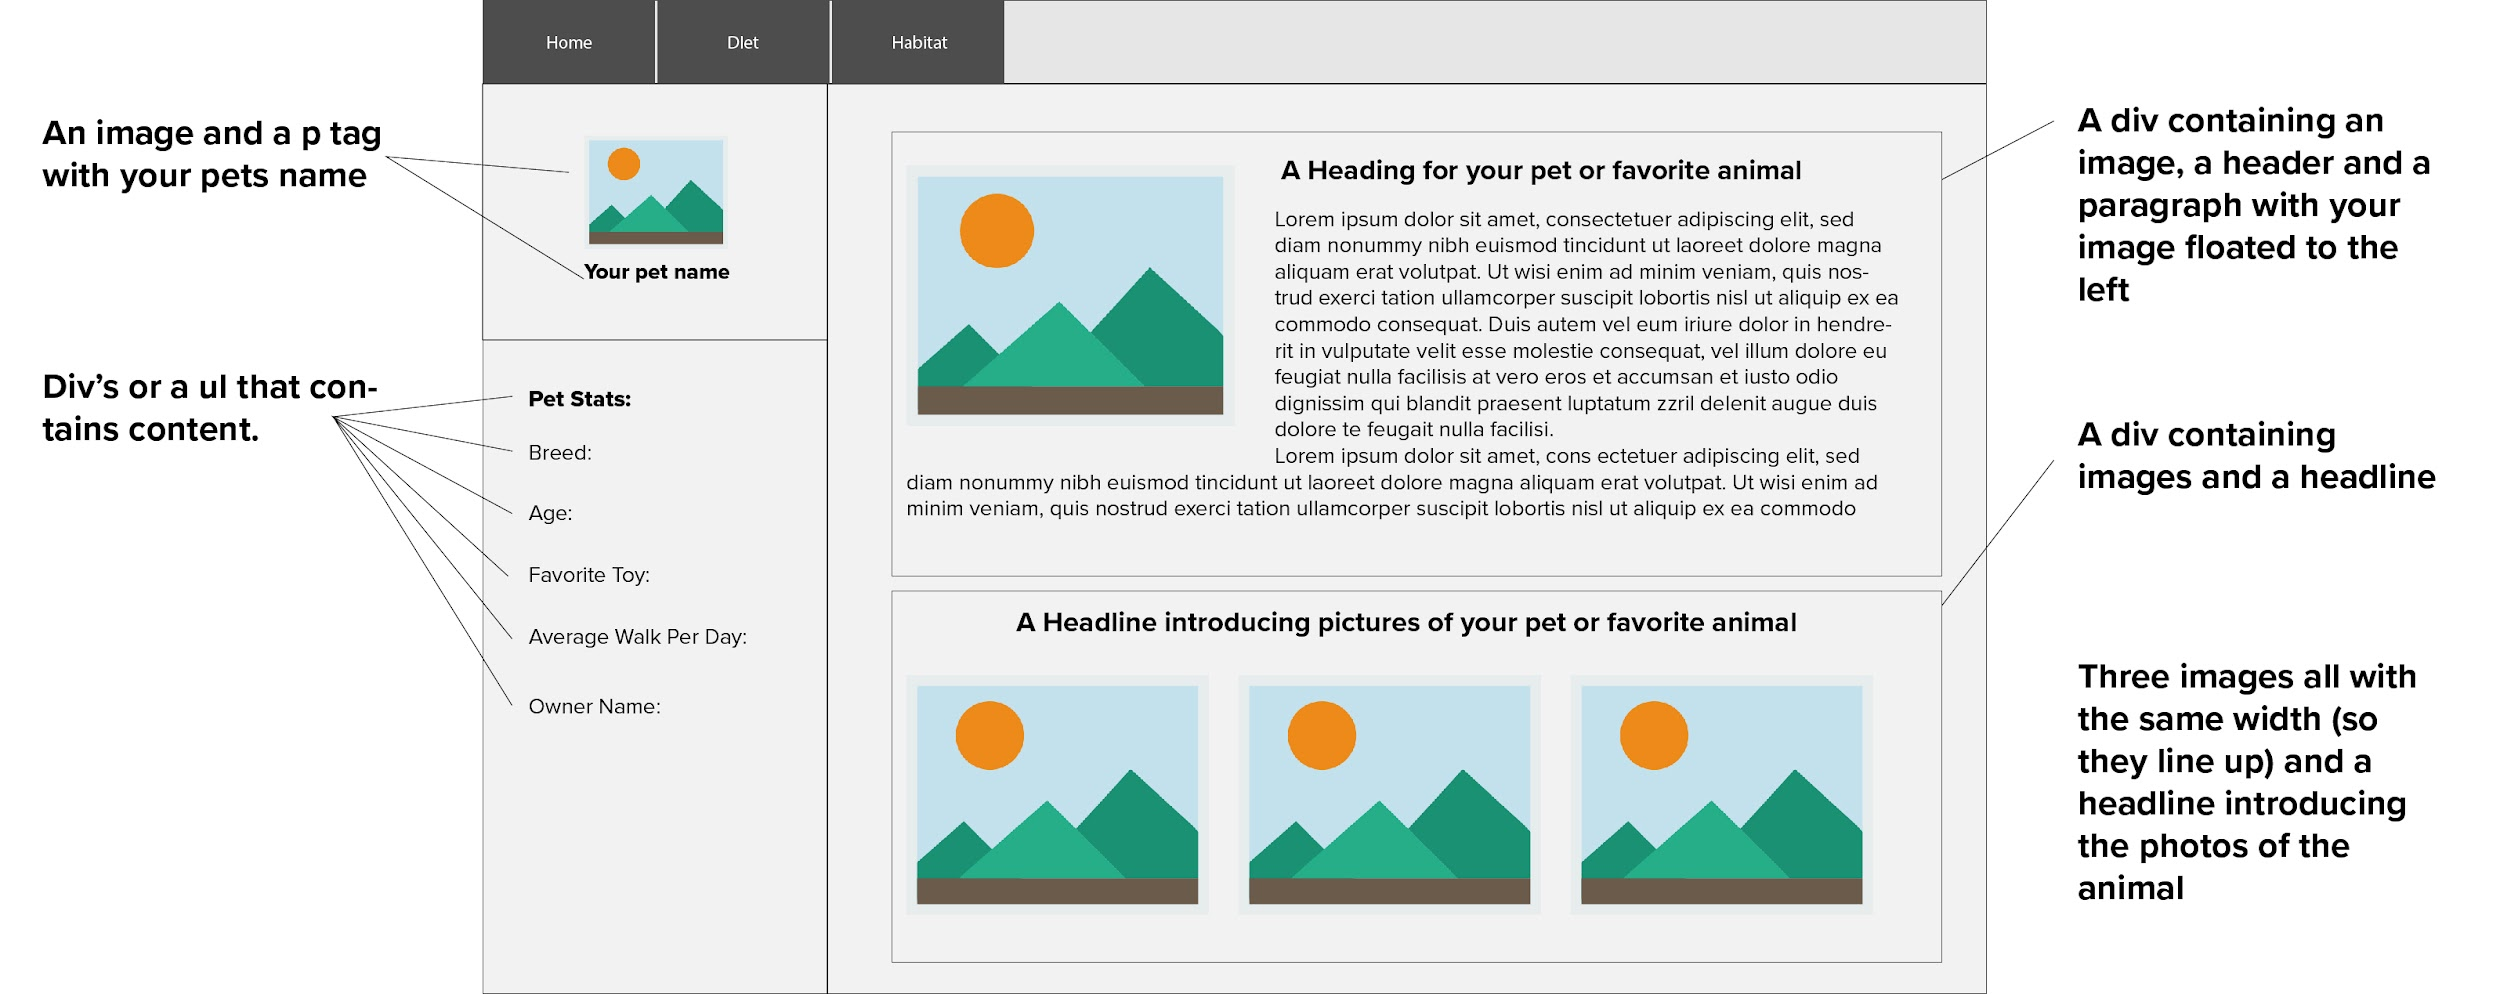 Home
DIet
Habitat
An image and a p tag
with your pets name
Your pet name
Div's or a ul that con-
tains content.
Pet Stats:
Breed:
Age:
Favorite Toy:
Average Walk Per Day:
Owner Name:
A Heading for your pet or favorite animal
Lorem ipsum dolor sit amet, consectetuer adipiscing elit, sed
diam nonummy nibh euismod tincidunt ut laoreet dolore magna
aliquam erat volutpat. Ut wisi enim ad minim veniam, quis nos-
trud exerci tation ullamcorper suscipit lobortis nisl ut aliquip ex ea
commodo consequat. Duis autem vel eum iriure dolor in hendre-
rit in vulputate velit esse molestie consequat, vel illum dolore eu
feugiat nulla facilisis at vero eros et accumsan et iusto odio
dignissim qui blandit praesent luptatum zzril delenit augue duis
dolore te feugait nulla facilisi.
Lorem ipsum dolor sit amet, cons ectetuer adipiscing elit, sed
diam nonummy nibh euismod tincidunt ut laoreet dolore magna aliquam erat volutpat. Ut wisi enim ad
minim veniam, quis nostrud exerci tation ullamcorper suscipit lobortis nisl ut aliquip ex ea commodo
A Headline introducing pictures of your pet or favorite animal
A div containing an
image, a header and a
paragraph with your
image floated to the
left
A div containing
images and a headline
Three images all with
the same width (so
they line up) and a
headline introducing
the photos of the
animal